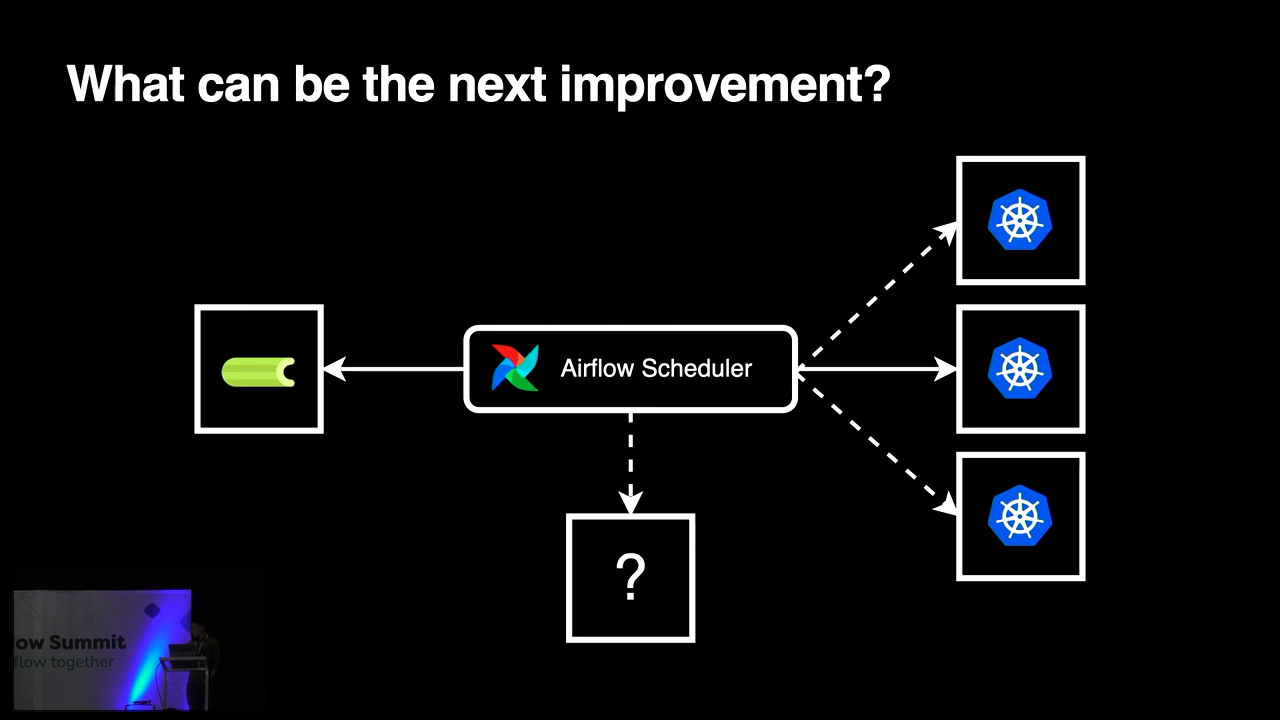 What can be the next improvement?
Airflow Scheduler
?
ow Summit
flow together